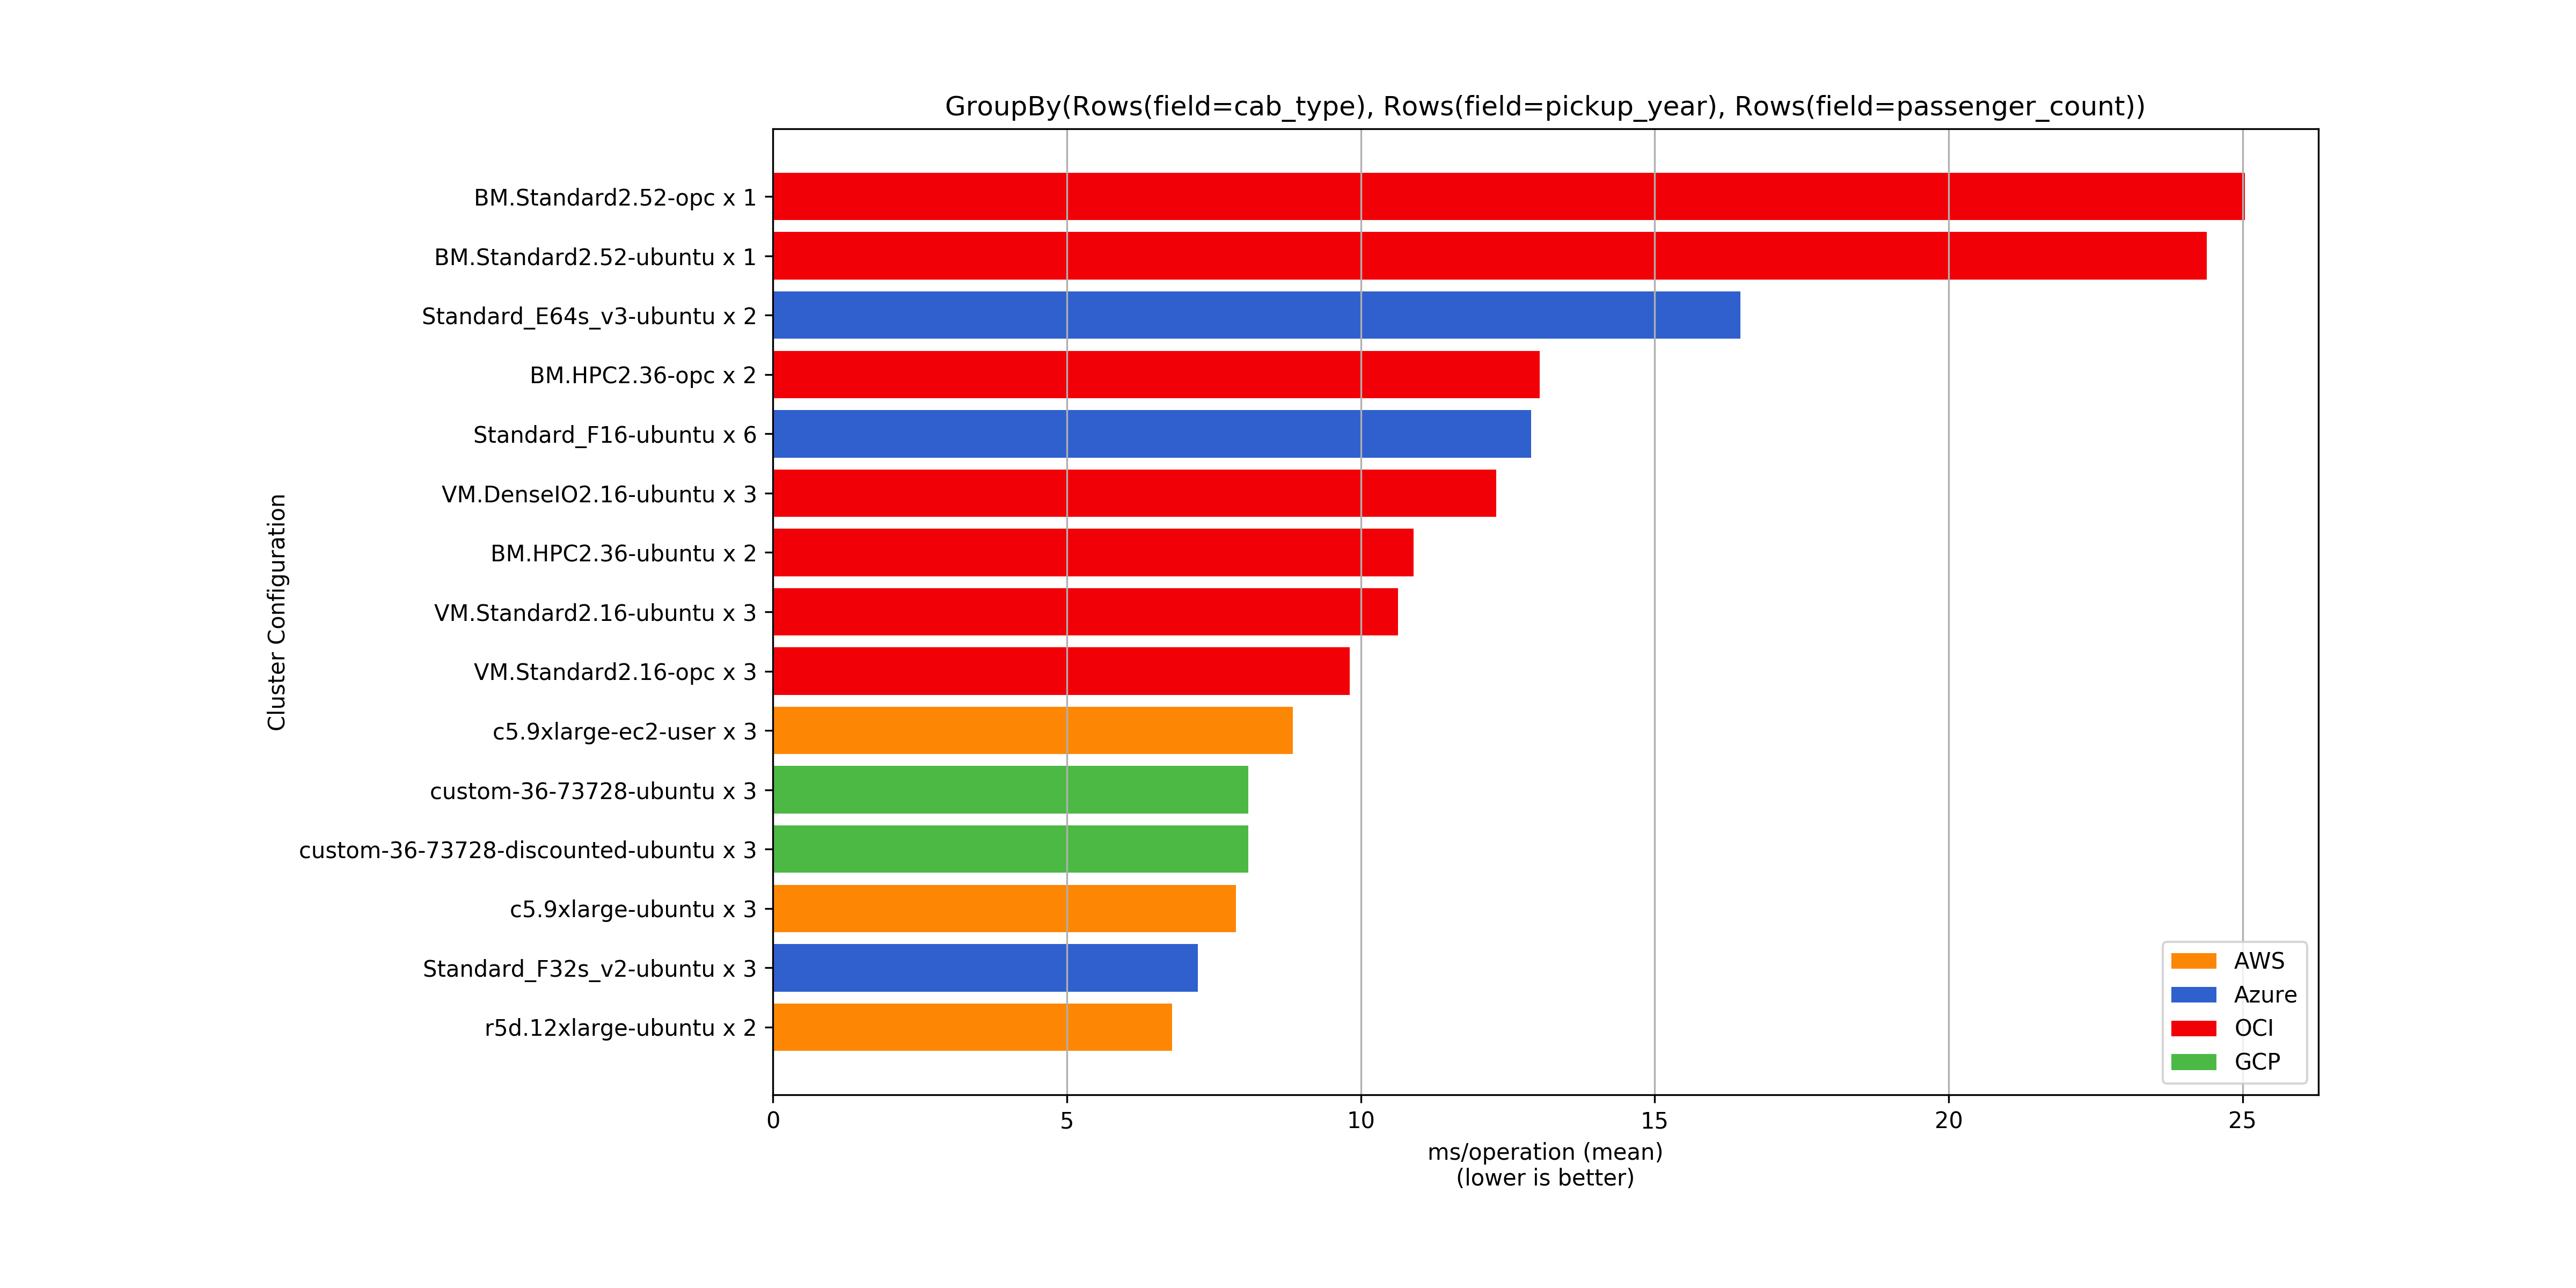 GroupBy(Rows(field=cab_type), Rows(field=pickup_year), Rows(field=passenger_count))
Cluster Configuration
BM.Standard2.52-opc x 1
BM.Standard2.52-ubuntu x 1
Standard_E64s_v3-ubuntu x 2
BM.HPC2.36-opc x 2
Standard_F16-ubuntu x 6
VM.DenseIO2.16-ubuntu x 3
BM.HPC2.36-ubuntu x 2
VM.Standard2.16-ubuntu x 3
VM.Standard2.16-opc x 3
c5.9xlarge-ec2-user x 3
custom-36-73728-ubuntu x 3
custom-36-73728-discounted-ubuntu x 3
c5.9xlarge-ubuntu x 3
Standard_F32s_v2-ubuntu x 3
r5d.12xlarge-ubuntu x 2
AWS
Azure
OCI
GCP
0 5 10 15 20 25
ms/operation (mean)
(lower is better)